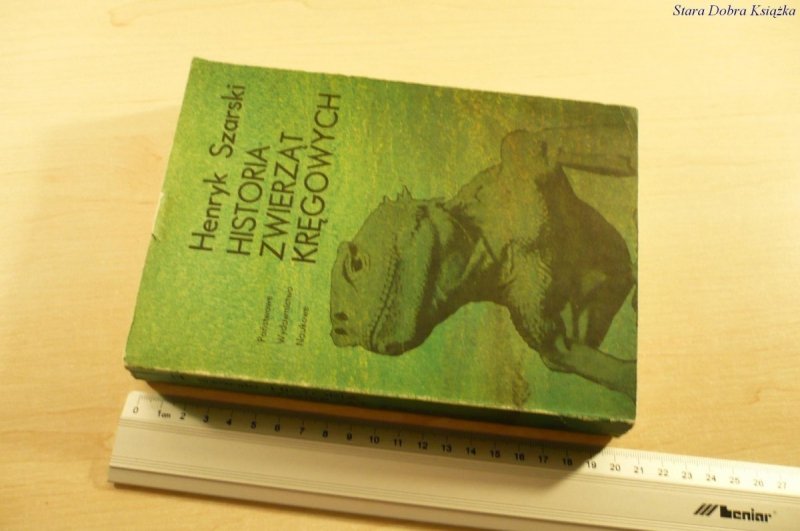 Stara Dobra Książka
Henryk Szarski
HISTORIA
ZWIERZĄT
KRĘGOWYCH
Państwowe
Wydawnictwo
Naukowe
0 1cm 2 3 4 5 6 7 8 9 10 11 12 13 14 15 16 17 18 19 20 21 22 23 24 25 26 27
leniar